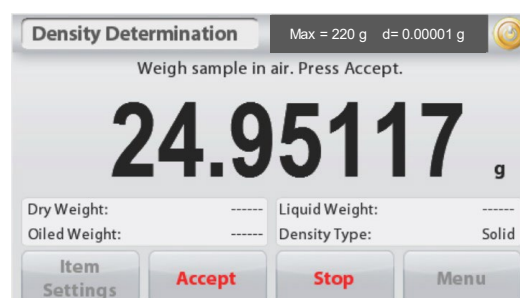 Density Determination Max = 220 g d= 0.00001 g
Weigh sample in air. Press Accept.
24.95117 g
Dry Weight: ------ Liquid Weight: ------
Oiled Weight: ------ Density Type: Solid
Item Settings Accept Stop Menu